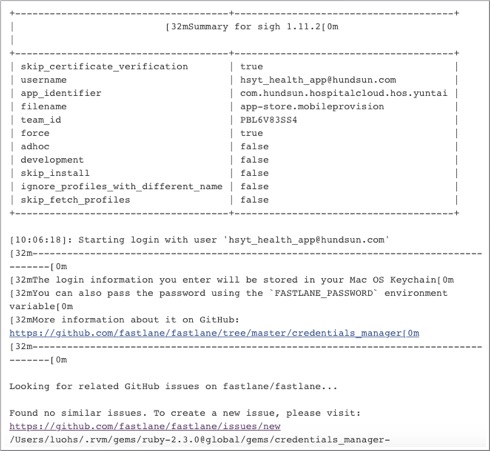 +-------------------------------------+-------------------------------------+
|                         [32mSummary for sigh 1.11.2[0m
|
+-------------------------------------+-------------------------------------+
| skip_certificate_verification | true |
| username | hsyt_health_app@hundsun.com |
| app_identifier | com.hundsun.hospitalcloud.hos.yuntai |
| filename | app-store.mobileprovision |
| team_id | PBL6V83SS4 |
| force | true |
| adhoc | false |
| development | false |
| skip_install | false |
| ignore_profiles_with_different_name | false |
| skip_fetch_profiles | false |
+-------------------------------------+-------------------------------------+
[10:06:18]: Starting login with user 'hsyt_health_app@hundsun.com'
[32m-------------------------------------------------------------------------
-------[0m
[32mThe login information you enter will be stored in your Mac OS Keychain[0m
[32mYou can also pass the password using the `FASTLANE_PASSWORD` environment
variable[0m
[32mMore information about it on GitHub:
https://github.com/fastlane/fastlane/tree/master/credentials_manager[0m
[32m-------------------------------------------------------------------------
-------[0m
Looking for related GitHub issues on fastlane/fastlane...
Found no similar issues. To create a new issue, please visit:
https://github.com/fastlane/fastlane/issues/new
/Users/luohs/.rvm/gems/ruby-2.3.0@global/gems/credentials_manager-